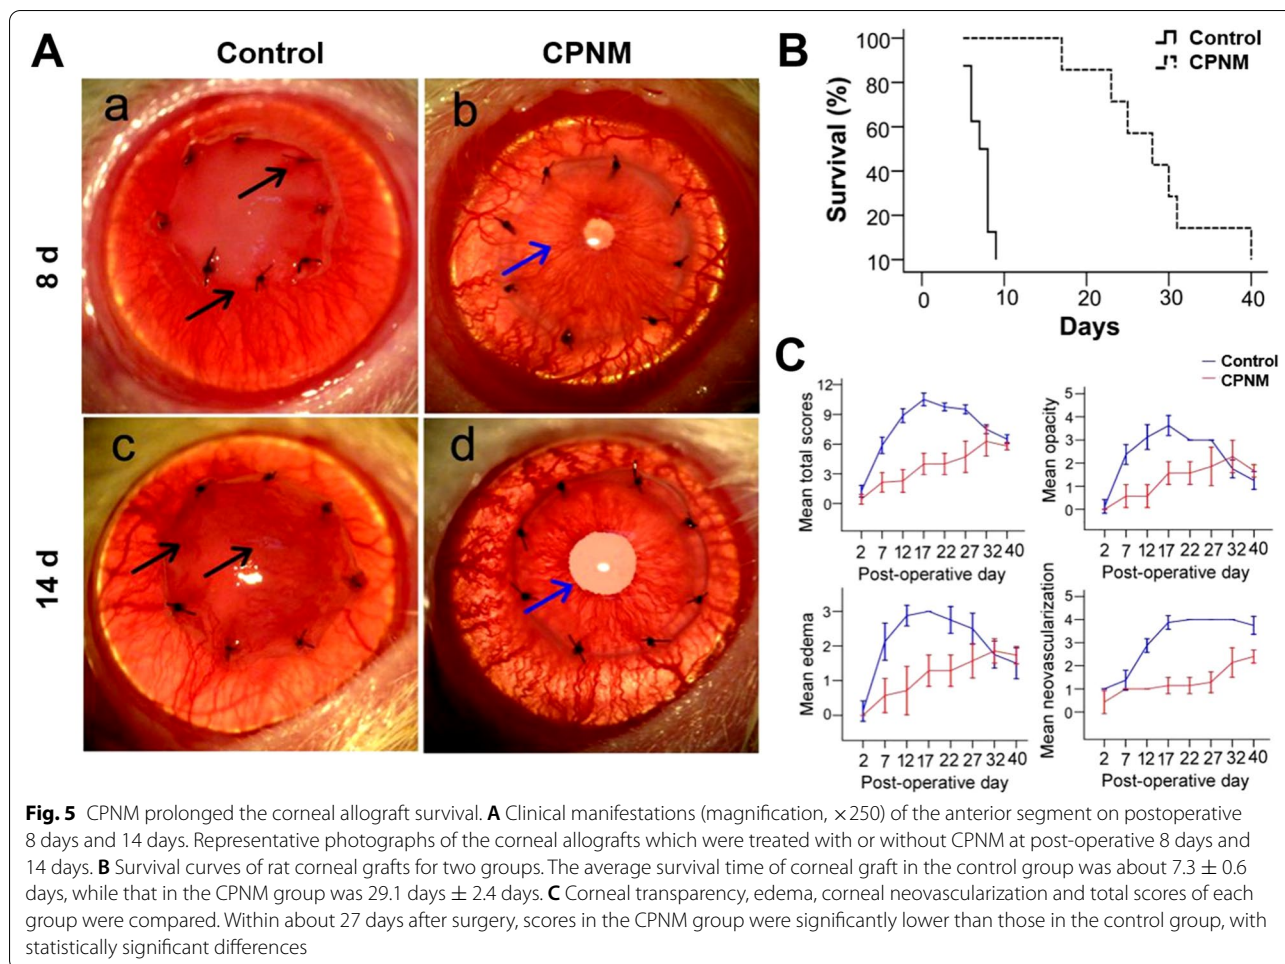 A
Control
CPNM
8 d
14 d
a
b
c
d
B
Control
CPNM
Survival (%)
100
80
60
40
20
10
0
10
20
30
40
Days
C
Control
CPNM
Mean total scores
12
9
6
3
0
2 7 12 17 22 27 32 40
Post-operative day
Mean opacity
5
4
3
2
1
0
2 7 12 17 22 27 32 40
Post-operative day
Mean edema
3
2
1
0
2 7 12 17 22 27 32 40
Post-operative day
Mean neovascularization
5
4
3
2
1
0
2 7 12 17 22 27 32 40
Post-operative day
Fig. 5 CPNM prolonged the corneal allograft survival. A Clinical manifestations (magnification, ×250) of the anterior segment on postoperative
8 days and 14 days. Representative photographs of the corneal allografts which were treated with or without CPNM at post-operative 8 days and
14 days. B Survival curves of rat corneal grafts for two groups. The average survival time of corneal graft in the control group was about 7.3 ± 0.6
days, while that in the CPNM group was 29.1 days ± 2.4 days. C Corneal transparency, edema, corneal neovascularization and total scores of each
group were compared. Within about 27 days after surgery, scores in the CPNM group were significantly lower than those in the control group, with
statistically significant differences